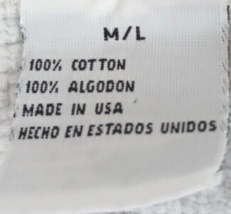 M/L
100% COTTON
100% ALGODON
MADE IN USA
HECHO EN ESTADOS UNIDOS